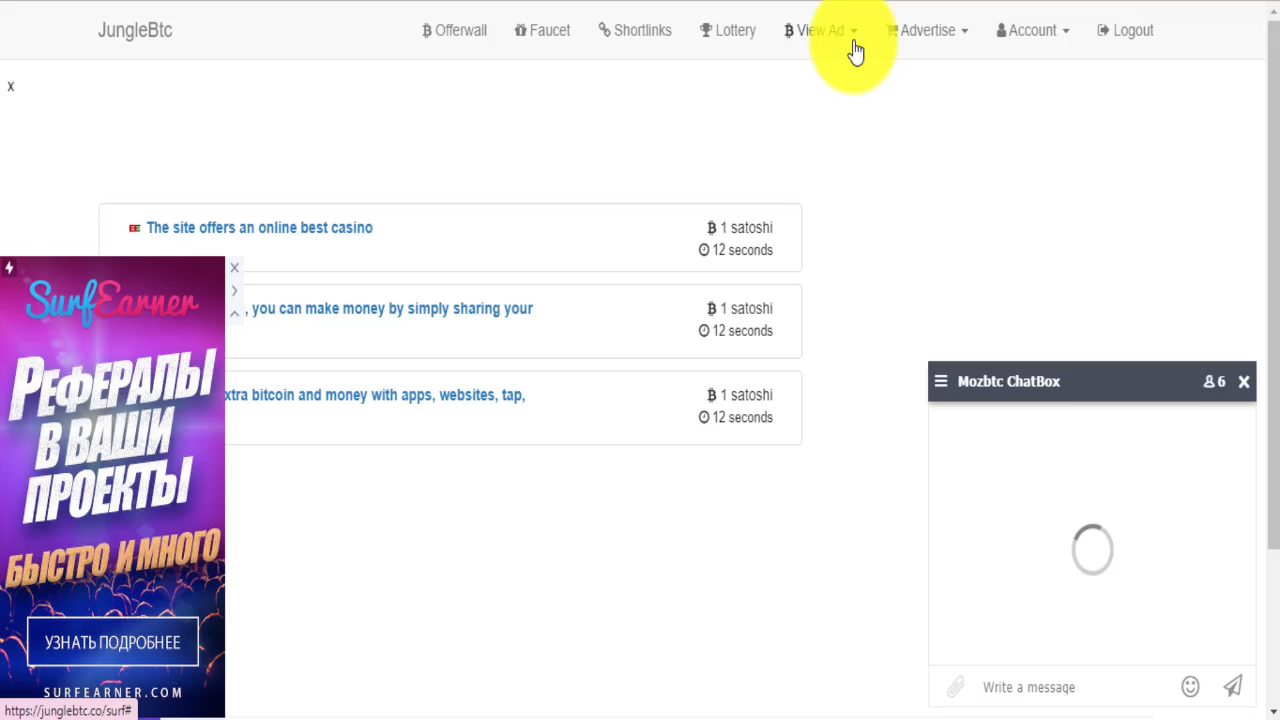 JungleBtc
Offerwall
Faucet
Shortlinks
Lottery
View Ad
Advertise
Account
Logout
x
The site offers an online best casino
1 satoshi
12 seconds
, you can make money by simply sharing your
1 satoshi
12 seconds
xtra bitcoin and money with apps, websites, tap,
1 satoshi
12 seconds
SurfEarner
РЕФЕРАЛЫ
В ВАШИ
ПРОЕКТЫ
БЫСТРО И МНОГО
УЗНАТЬ ПОДРОБНЕЕ
SURFEARNER.COM
https://junglebtc.co/surf#
Mozbtc ChatBox
6
Write a message